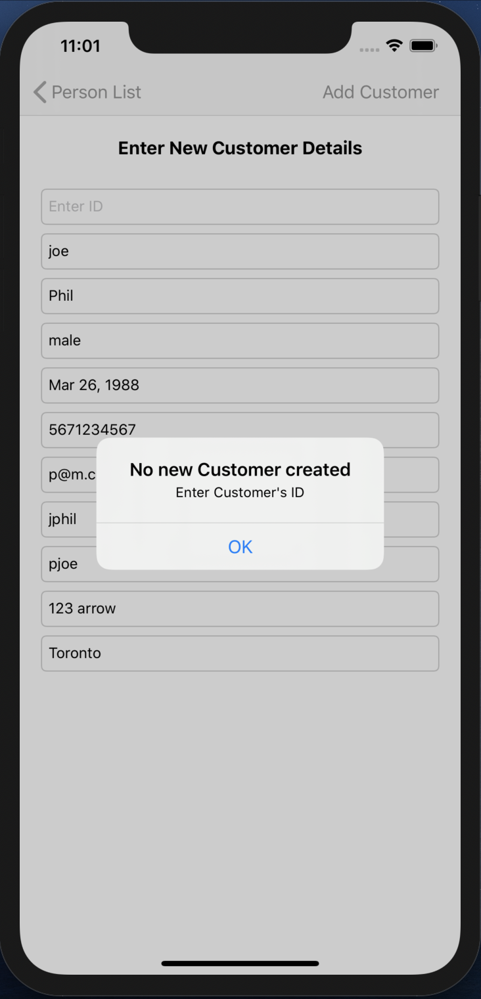 11:01
Person List
Add Customer
Enter New Customer Details
Enter ID
joe
Phil
male
Mar 26, 1988
5671234567
p@m.c
No new Customer created
Enter Customer's ID
OK
jphil
pjoe
123 arrow
Toronto